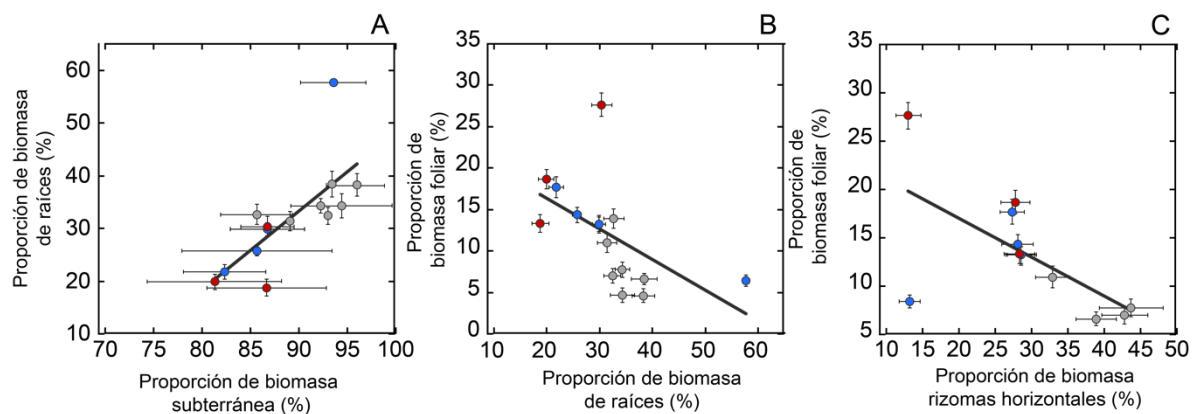 A
Proporción de biomasa
de raíces (%)
60
50
40
30
20
10
70 75 80 85 90 95 100
Proporción de biomasa
subterránea (%)
B
Proporción de
biomasa foliar (%)
35
30
25
20
15
10
5
0
10 20 30 40 50 60
Proporción de biomasa
de raíces (%)
C
Proporción de
biomasa foliar (%)
35
30
25
20
15
10
5
10 15 20 25 30 35 40 45 50
Proporción de biomasa
rizomas horizontales (%)